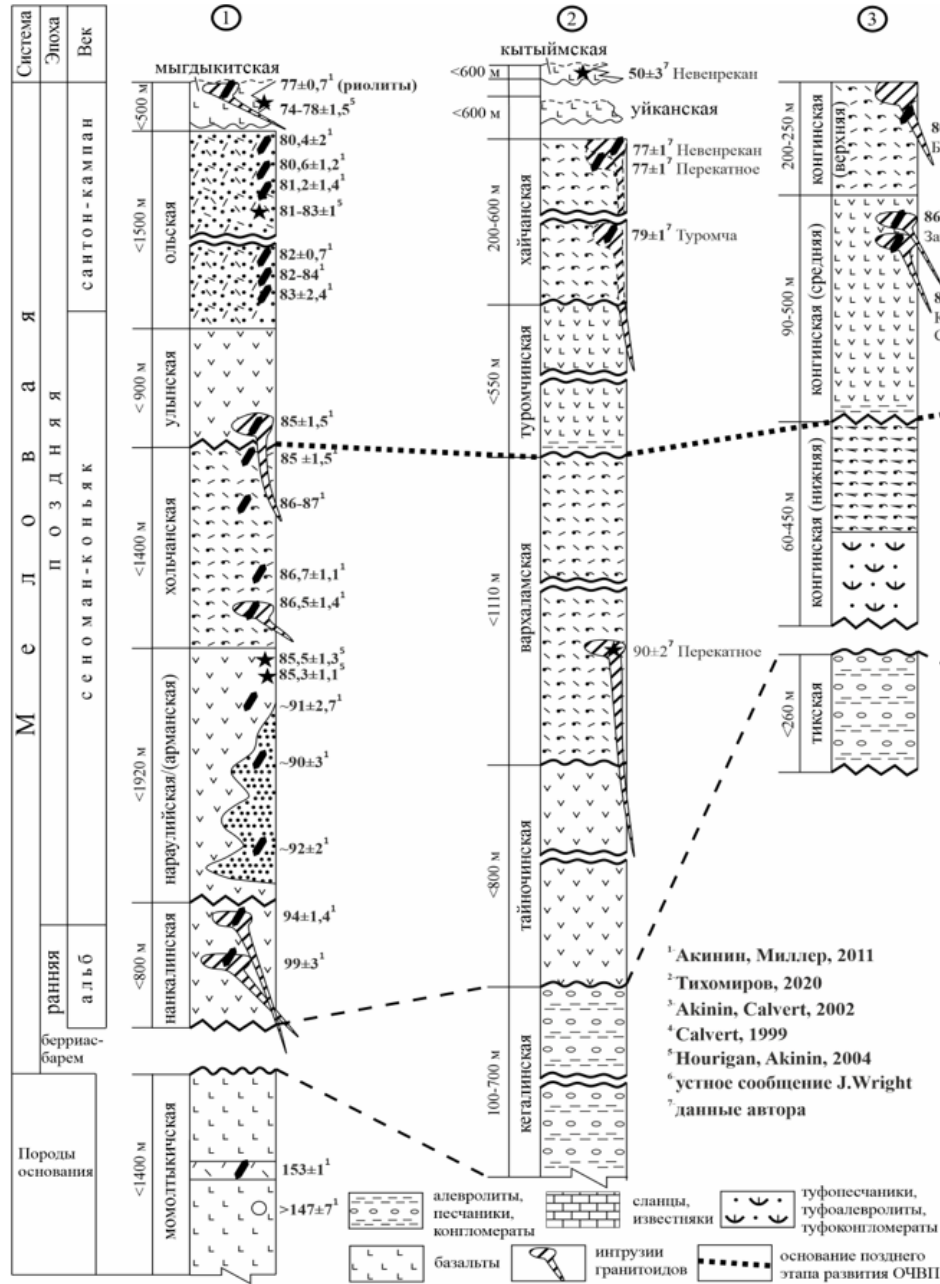 Система
Эпоха
Век
Меловая
поздняя
ранняя
сантон-кампан
сеноман-коньяк
альб
берриас-
барем
Породы
основания
1
мыгдыкитская
<500 м
77±0,7¹ (риолиты)
74-78±1,5⁵
ольская
<1500 м
80,4±2¹
80,6±1,2¹
81,2±1,4¹
81-83±1⁵
82±0,7¹
82-84¹
83±2,4¹
улынская
< 900 м
85±1,5¹
хольчанская
<1400 м
85 ±1,5¹
86-87¹
86,7±1,1¹
86,5±1,4¹
нараулийская/(арманская)
<1920 м
85,5±1,3⁵
85,3±1,1⁵
~91±2,7¹
~90±3¹
~92±2¹
нанкалинская
<800 м
94±1,4¹
99±3¹
момолтыкичская
<1400 м
153±1¹
>147±7¹
2
кытыймская
<600 м
50±3⁷ Невенрекан
<600 м
уйканская
хайчанская
200-600 м
77±1⁷ Невенрекан
77±1⁷ Перекатное
79±1⁷ Туромча
туромчинская
<550 м
вархаламская
<1110 м
90±2⁷ Перекатное
тайночинская
<800 м
кегалинская
100-700 м
3
конгинская
(верхняя)
200-250 м
8
Б
конгинская (средняя)
90-500 м
86
За
8
конгинская (нижняя)
60-450 м
тикская
<260 м
¹ Акинин, Миллер, 2011
² Тихомиров, 2020
³ Akinin, Calvert, 2002
⁴ Calvert, 1999
⁵ Hourigan, Akinin, 2004
⁶ устное сообщение J.Wright
⁷ данные автора
алевролиты,
песчаники,
конгломераты
сланцы,
известняки
туфопесчаники,
туфоалевролиты,
туфоконгломераты
базальты
интрузии
гранитоидов
основание позднего
этапа развития ОЧВП